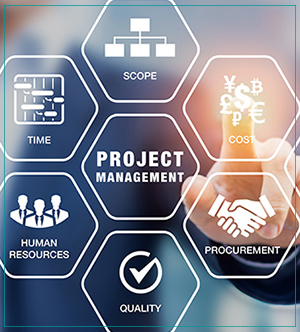 SCOPE
TIME
COST
PROJECT
MANAGEMENT
HUMAN
RESOURCES
PROCUREMENT
QUALITY